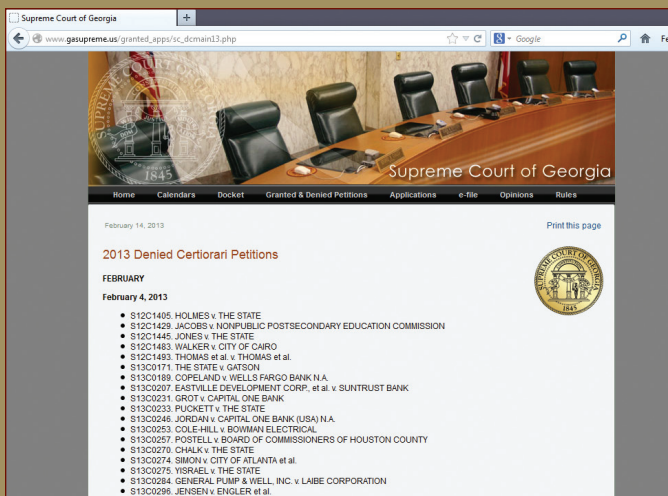 Supreme Court of Georgia
+
www.gasupreme.us/granted_apps/sc_dcmain13.php
Google
Fe
SUPREME COURT OF GEORGIA
1845
Supreme Court of Georgia
Home Calendars Docket Granted & Denied Petitions Applications e-file Opinions Rules
February 14, 2013 Print this page
2013 Denied Certiorari Petitions
SUPREME COURT OF GEORGIA
1845
FEBRUARY
February 4, 2013
S12C1405. HOLMES v. THE STATE
S12C1429. JACOBS v. NONPUBLIC POSTSECONDARY EDUCATION COMMISSION
S12C1445. JONES v. THE STATE
S12C1483. WALKER v. CITY OF CAIRO
S12C1493. THOMAS et al. v. THOMAS et al.
S13C0171. THE STATE v. GATSON
S13C0189. COPELAND v. WELLS FARGO BANK N.A.
S13C0207. EASTVILLE DEVELOPMENT CORP., et al. v. SUNTRUST BANK
S13C0231. GROT v. CAPITAL ONE BANK
S13C0233. PUCKETT v. THE STATE
S13C0246. JORDAN v. CAPITAL ONE BANK (USA) N.A.
S13C0253. COLE-HILL v. BOWMAN ELECTRICAL
S13C0257. POSTELL v. BOARD OF COMMISSIONERS OF HOUSTON COUNTY
S13C0270. CHALK v. THE STATE
S13C0274. SIMON v. CITY OF ATLANTA et al.
S13C0275. YISRAEL v. THE STATE
S13C0284. GENERAL PUMP & WELL, INC. v. LAIBE CORPORATION
S13C0296. JENSEN v. ENGLER et al.